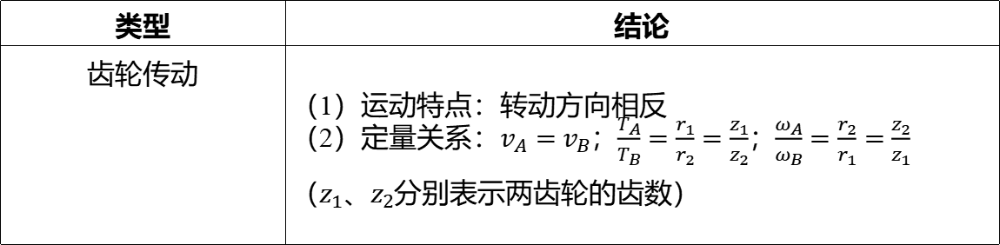 类型 结论
齿轮传动
（1）运动特点：转动方向相反
（2）定量关系：$v_A = v_B$；$\frac{T_A}{T_B} = \frac{r_1}{r_2} = \frac{z_1}{z_2}$；$\frac{\omega_A}{\omega_B} = \frac{r_2}{r_1} = \frac{z_2}{z_1}$
（$z_1$、$z_2$分别表示两齿轮的齿数）